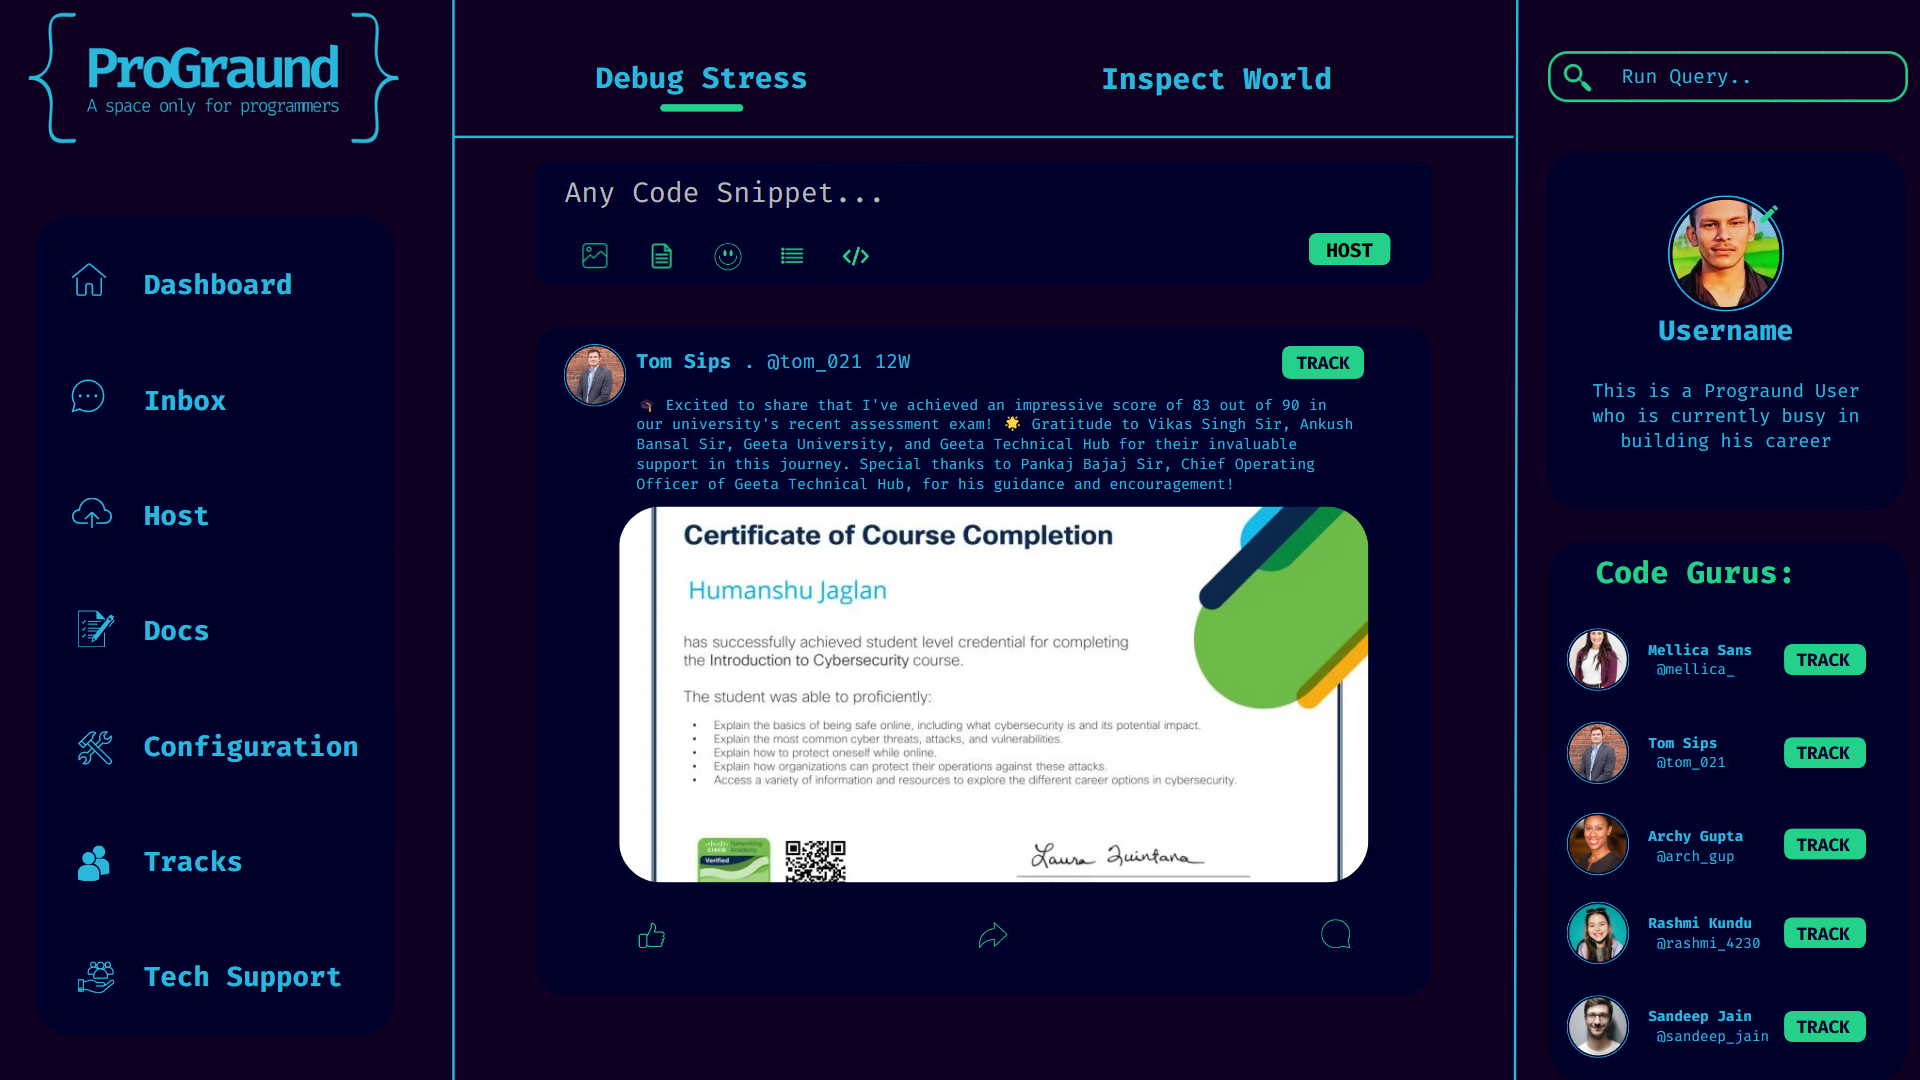 ProGraund
A space only for programmers
Dashboard
Inbox
Host
Docs
Configuration
Tracks
Tech Support
Debug Stress
Inspect World
Any Code Snippet...
HOST
Tom Sips . @tom_021 12W
TRACK
🎓 Excited to share that I've achieved an impressive score of 83 out of 90 in
our university's recent assessment exam! 🌟 Gratitude to Vikas Singh Sir, Ankush
Bansal Sir, Geeta University, and Geeta Technical Hub for their invaluable
support in this journey. Special thanks to Pankaj Bajaj Sir, Chief Operating
Officer of Geeta Technical Hub, for his guidance and encouragement!
Certificate of Course Completion
Humanshu Jaglan
has successfully achieved student level credential for completing
the Introduction to Cybersecurity course.
The student was able to proficiently:
• Explain the basics of being safe online, including what cybersecurity is and its potential impact.
• Explain the most common cyber threats, attacks, and vulnerabilities.
• Explain how to protect oneself while online.
• Explain how organizations can protect their operations against these attacks.
• Access a variety of information and resources to explore the different career options in cybersecurity.
CISCO Networking Academy
Verified
Laura Quintana
Run Query..
Username
This is a Prograund User
who is currently busy in
building his career
Code Gurus:
Mellica Sans
@mellica_
TRACK
Tom Sips
@tom_021
TRACK
Archy Gupta
@arch_gup
TRACK
Rashmi Kundu
@rashmi_4230
TRACK
Sandeep Jain
@sandeep_jain
TRACK